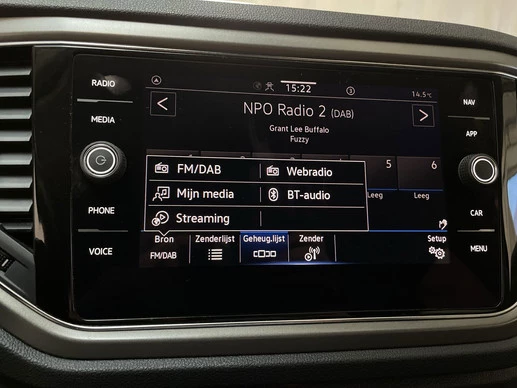 RADIO
MEDIA
PHONE
VOICE
15:22
14.5°C
NPO Radio 2 (DAB)
Grant Lee Buffalo
Fuzzy
FM/DAB
Webradio
Mijn media
BT-audio
Streaming
5
6
Leeg
Leeg
Leeg
Bron
FM/DAB
Zenderlijst
Geheug.lijst
Zender
Setup
NAV
APP
CAR
MENU